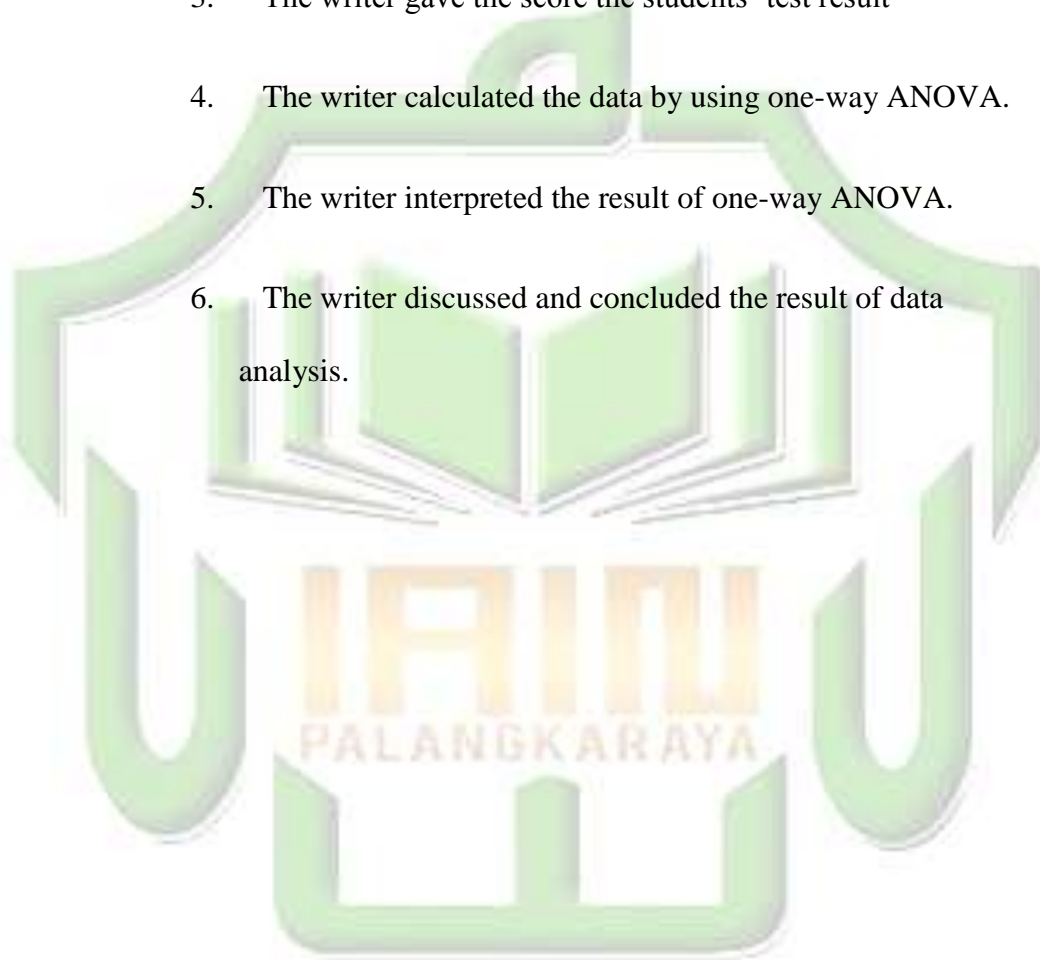 3. The writer gave the score the students' test result
4. The writer calculated the data by using one-way ANOVA.
5. The writer interpreted the result of one-way ANOVA.
6. The writer discussed and concluded the result of data
analysis.
IAIN
PALANGKARAYA